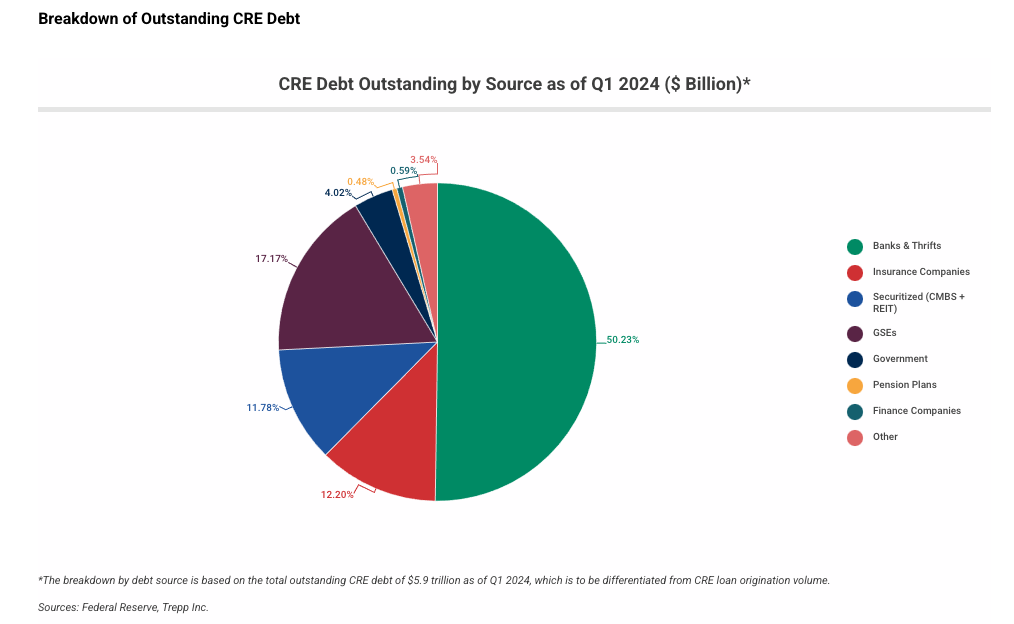 Breakdown of Outstanding CRE Debt
CRE Debt Outstanding by Source as of Q1 2024 ($ Billion)*
3.54%
0.59%
0.48%
4.02%
17.17%
11.78%
12.20%
50.23%
Banks & Thrifts
Insurance Companies
Securitized (CMBS +
REIT)
GSEs
Government
Pension Plans
Finance Companies
Other
*The breakdown by debt source is based on the total outstanding CRE debt of $5.9 trillion as of Q1 2024, which is to be differentiated from CRE loan origination volume.
Sources: Federal Reserve, Trepp Inc.